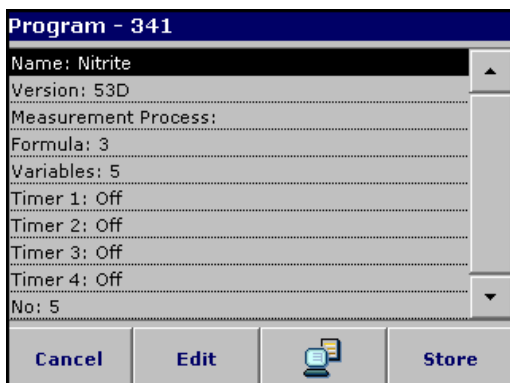 Program - 341
Name: Nitrite
Version: 53D
Measurement Process:
Formula: 3
Variables: 5
Timer 1: Off
Timer 2: Off
Timer 3: Off
Timer 4: Off
No: 5
Cancel Edit Store